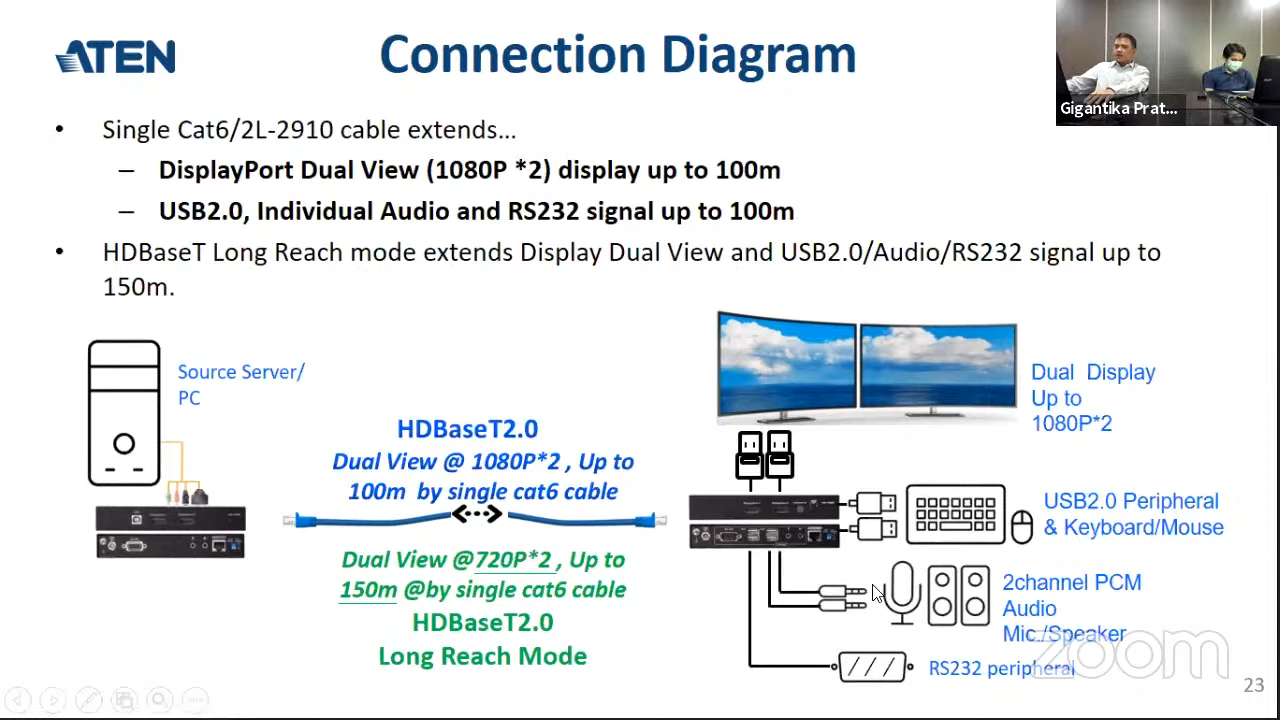 ATEN
Connection Diagram
Gigantika Prat...
• Single Cat6/2L-2910 cable extends...
– DisplayPort Dual View (1080P *2) display up to 100m
– USB2.0, Individual Audio and RS232 signal up to 100m
• HDBaseT Long Reach mode extends Display Dual View and USB2.0/Audio/RS232 signal up to
150m.
Source Server/
PC
HDBaseT2.0
Dual View @ 1080P*2 , Up to
100m by single cat6 cable
Dual View @720P*2 , Up to
150m @by single cat6 cable
HDBaseT2.0
Long Reach Mode
Dual Display
Up to
1080P*2
USB2.0 Peripheral
& Keyboard/Mouse
2channel PCM
Audio
Mic./Speaker
RS232 peripheral
zoom
23